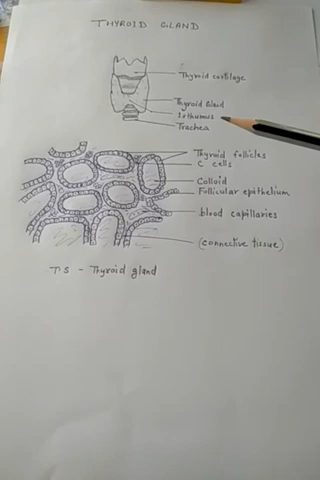 THYROID GLAND
Thyroid cartilage
Thyroid Gland
Isthumus
Trachea
Thyroid follicles
C cells
Colloid
Follicular epithelium
blood capillaries
(connective tissue)
T.S - Thyroid gland